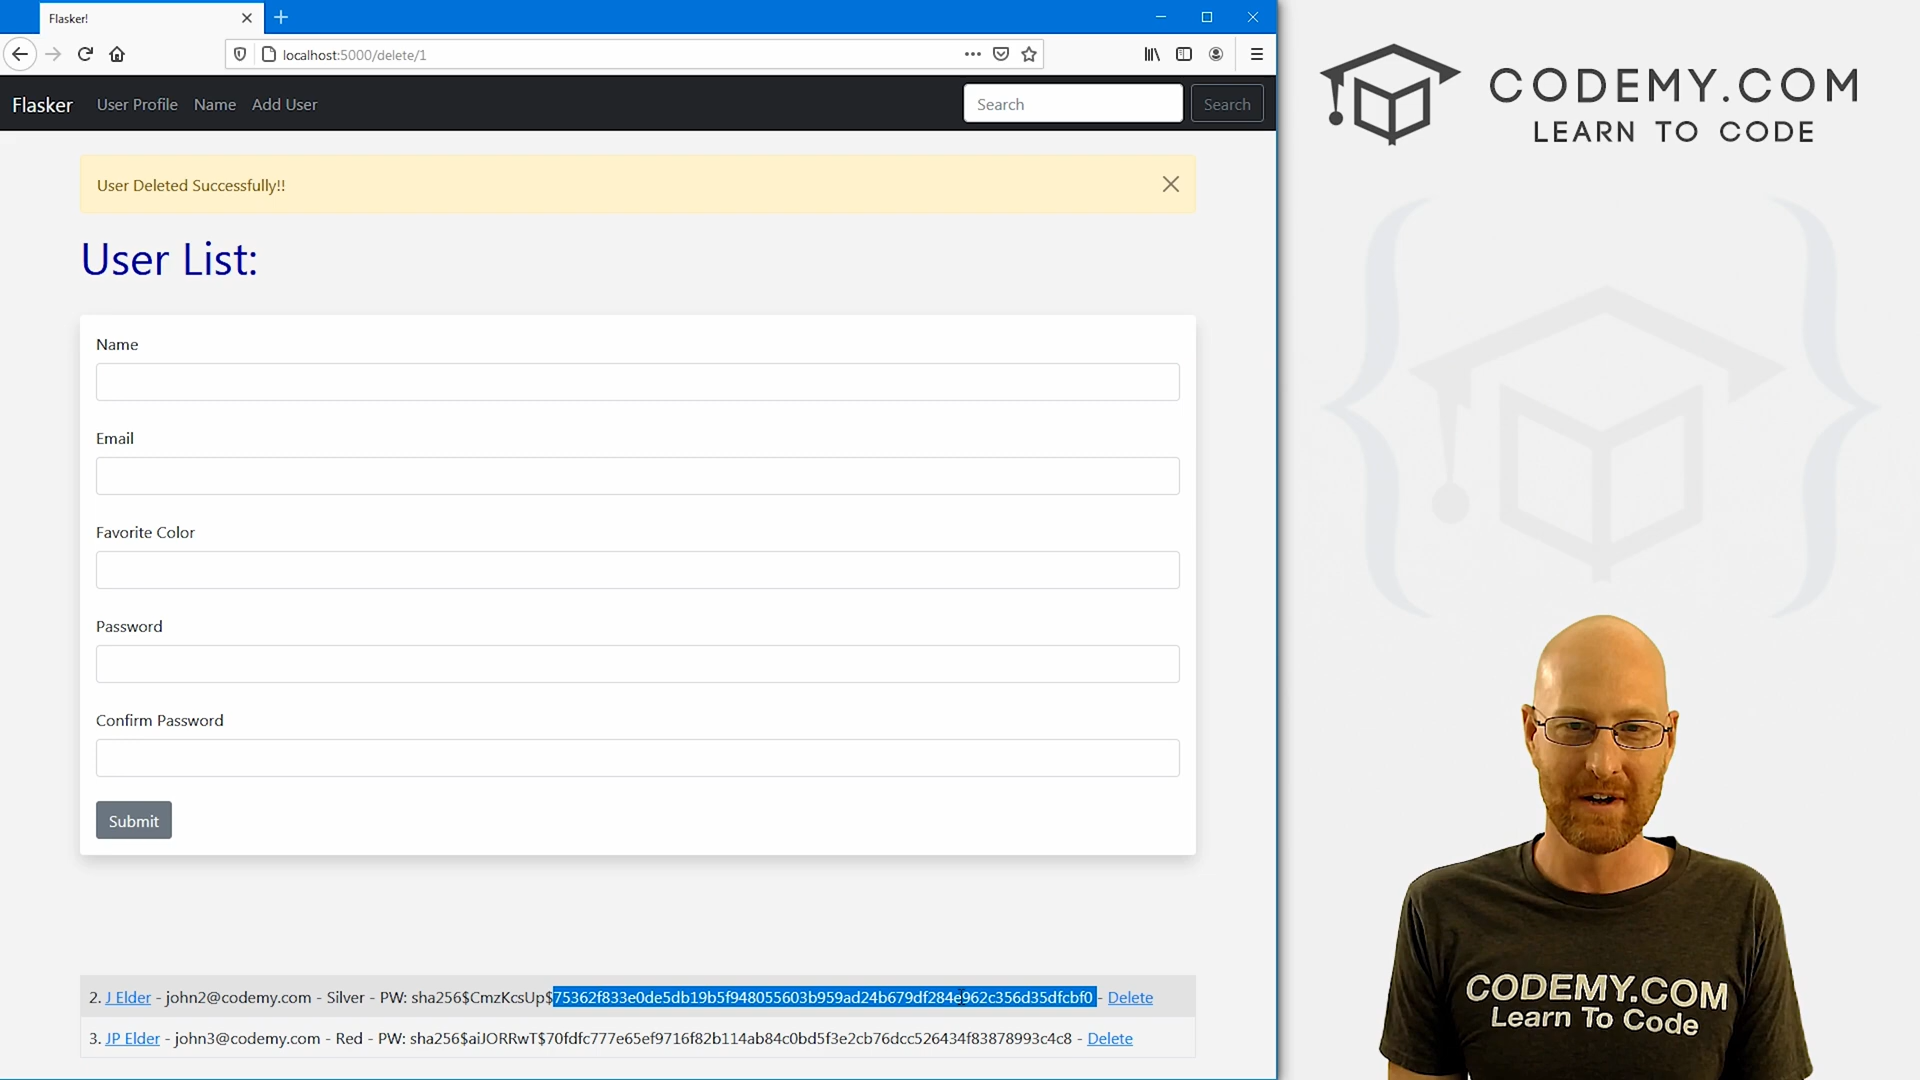 Flasker!
localhost:5000/delete/1
Flasker User Profile Name Add User Search Search
User Deleted Successfully!!
User List:
Name
Email
Favorite Color
Password
Confirm Password
Submit
2. J Elder - john2@codemy.com - Silver - PW: sha256$CmzKcsUp$75362f833e0de5db19b5f948055603b959ad24b679df284e962c356d35dfcbf0 - Delete
3. JP Elder - john3@codemy.com - Red - PW: sha256$aiJORRwT$70fdfc777e65ef9716f82b114ab84c0bd5f3e2cb76dcc526434f83878993c4c8 - Delete
CODEMY.COM
LEARN TO CODE
CODEMY.COM
Learn To Code